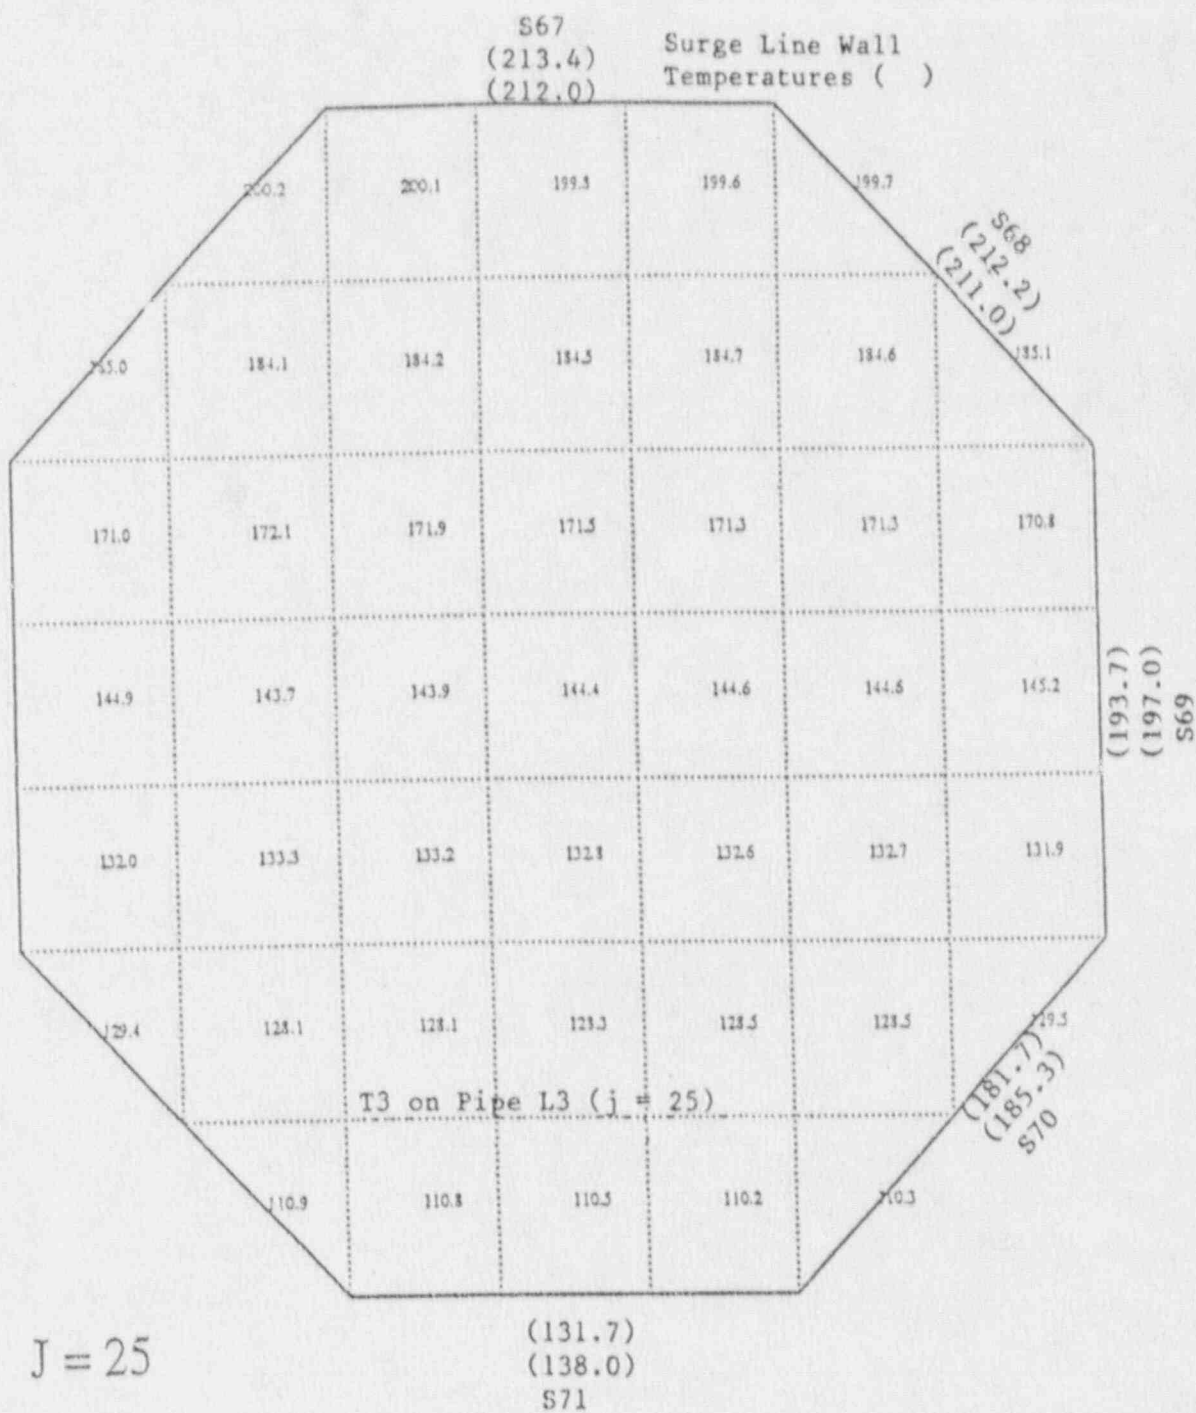 S67
(213.4)
(212.0)
Surge Line Wall
Temperatures ( )
200.2 200.1 199.5 199.6 199.7
S68
(212.2)
(211.0)
185.0 184.1 184.2 184.5 184.7 184.6 185.1
171.0 172.1 171.9 171.5 171.3 171.3 170.8
144.9 143.7 143.9 144.4 144.6 144.6 145.2
(193.7)
(197.0)
S69
132.0 133.3 133.2 132.8 132.6 132.7 131.9
129.4 128.1 128.1 128.3 128.5 128.5 129.5
(181.7)
(185.3)
S70
T3 on Pipe L3 (j = 25)
110.9 110.8 110.5 110.2 110.3
(131.7)
(138.0)
S71
J = 25